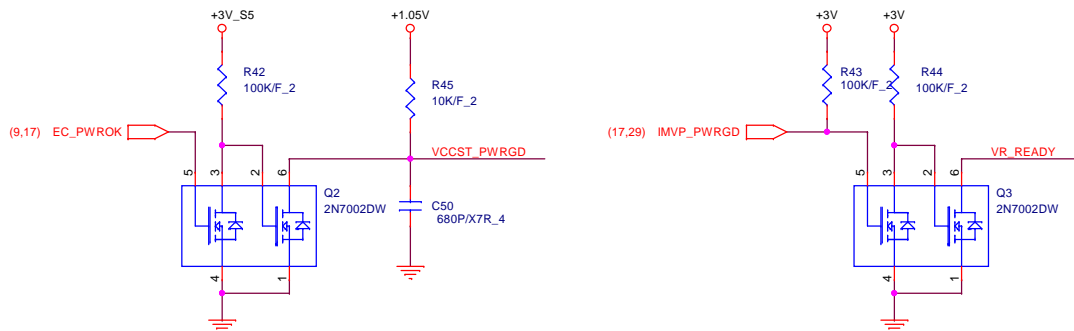 +3V_S5
+1.05V
R42
100K/F_2
R45
10K/F_2
(9,17) EC_PWROK
VCCST_PWRGD
5
3
2
6
Q2
2N7002DW
C50
680P/X7R_4
4
1
+3V
+3V
R43
100K/F_2
R44
100K/F_2
(17,29) IMVP_PWRGD
VR_READY
5
3
2
6
Q3
2N7002DW
4
1